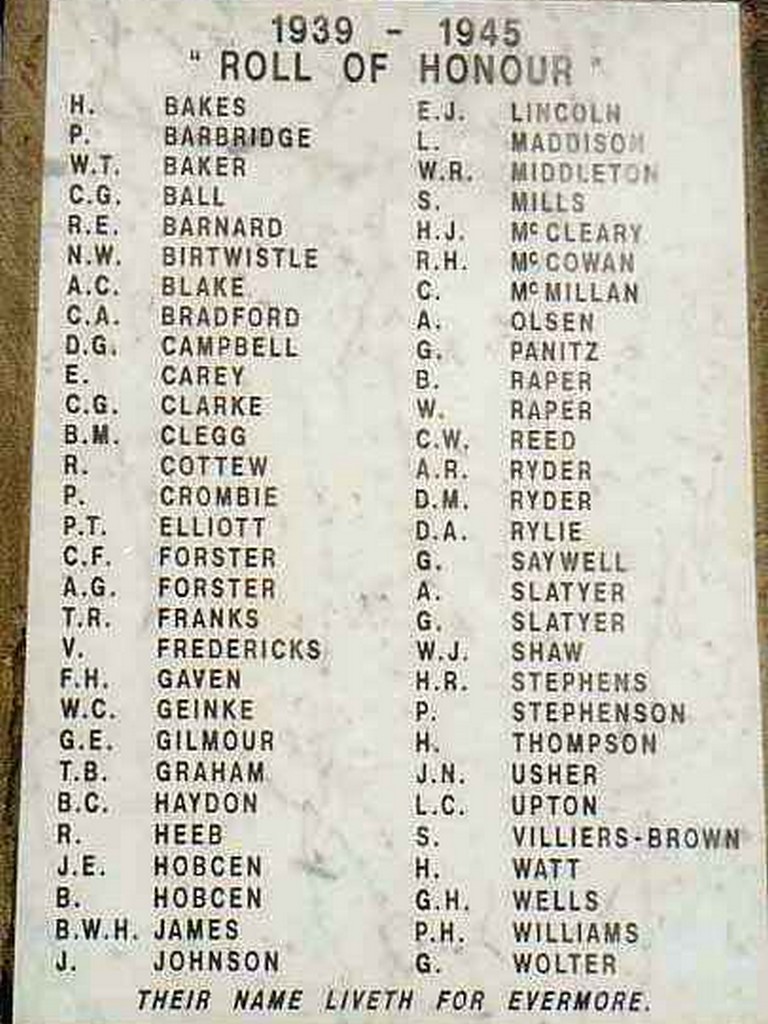 1939 - 1945
"ROLL OF HONOUR"
H. BAKES
P. BARBRIDGE
W.T. BAKER
C.G. BALL
R.E. BARNARD
N.W. BIRTWISTLE
A.C. BLAKE
C.A. BRADFORD
D.G. CAMPBELL
E. CAREY
C.G. CLARKE
B.M. CLEGG
R. COTTEW
P. CROMBIE
P.T. ELLIOTT
C.F. FORSTER
A.G. FORSTER
T.R. FRANKS
V. FREDERICKS
F.H. GAVEN
W.C. GEINKE
G.E. GILMOUR
T.B. GRAHAM
B.C. HAYDON
R. HEEB
J.E. HOBCEN
B. HOBCEN
B.W.H. JAMES
J. JOHNSON
E.J. LINCOLN
L. MADDISON
W.R. MIDDLETON
S. MILLS
H.J. McCLEARY
R.H. McCOWAN
C. McMILLAN
A. OLSEN
G. PANITZ
B. RAPER
W. RAPER
C.W. REED
A.R. RYDER
D.M. RYDER
D.A. RYLIE
G. SAYWELL
A. SLATYER
G. SLATYER
W.J. SHAW
H.R. STEPHENS
P. STEPHENSON
H. THOMPSON
J.N. USHER
L.C. UPTON
S. VILLIERS-BROWN
H. WATT
G.H. WELLS
P.H. WILLIAMS
G. WOLTER
THEIR NAME LIVETH FOR EVERMORE.